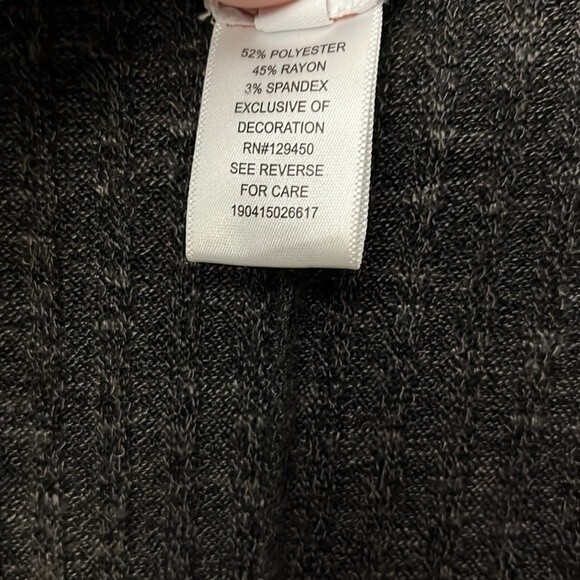 52% POLYESTER
45% RAYON
3% SPANDEX
EXCLUSIVE OF
DECORATION
RN#129450
SEE REVERSE
FOR CARE
190415026617